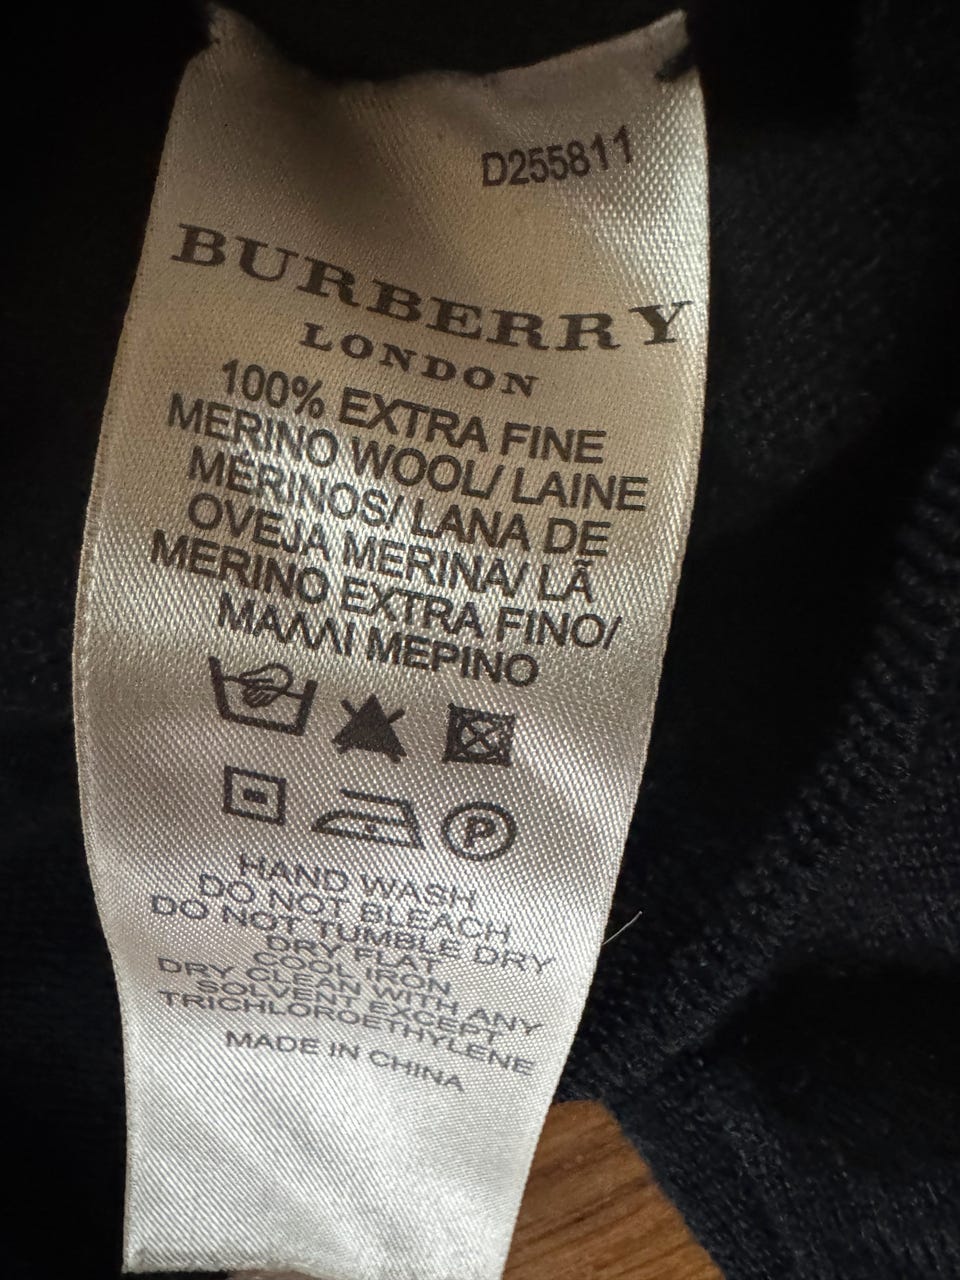 D255811
BURBERRY
LONDON
100% EXTRA FINE
MERINO WOOL/ LAINE
MÉRINOS/ LANA DE
OVEJA MERINA/ LÃ
MERINO EXTRA FINO/
ΜΑΛΛΙ ΜΕΡΙΝΟ
P
HAND WASH
DO NOT BLEACH
DO NOT TUMBLE DRY
DRY FLAT
COOL IRON
DRY CLEAN WITH ANY
SOLVENT EXCEPT
TRICHLOROETHYLENE
MADE IN CHINA